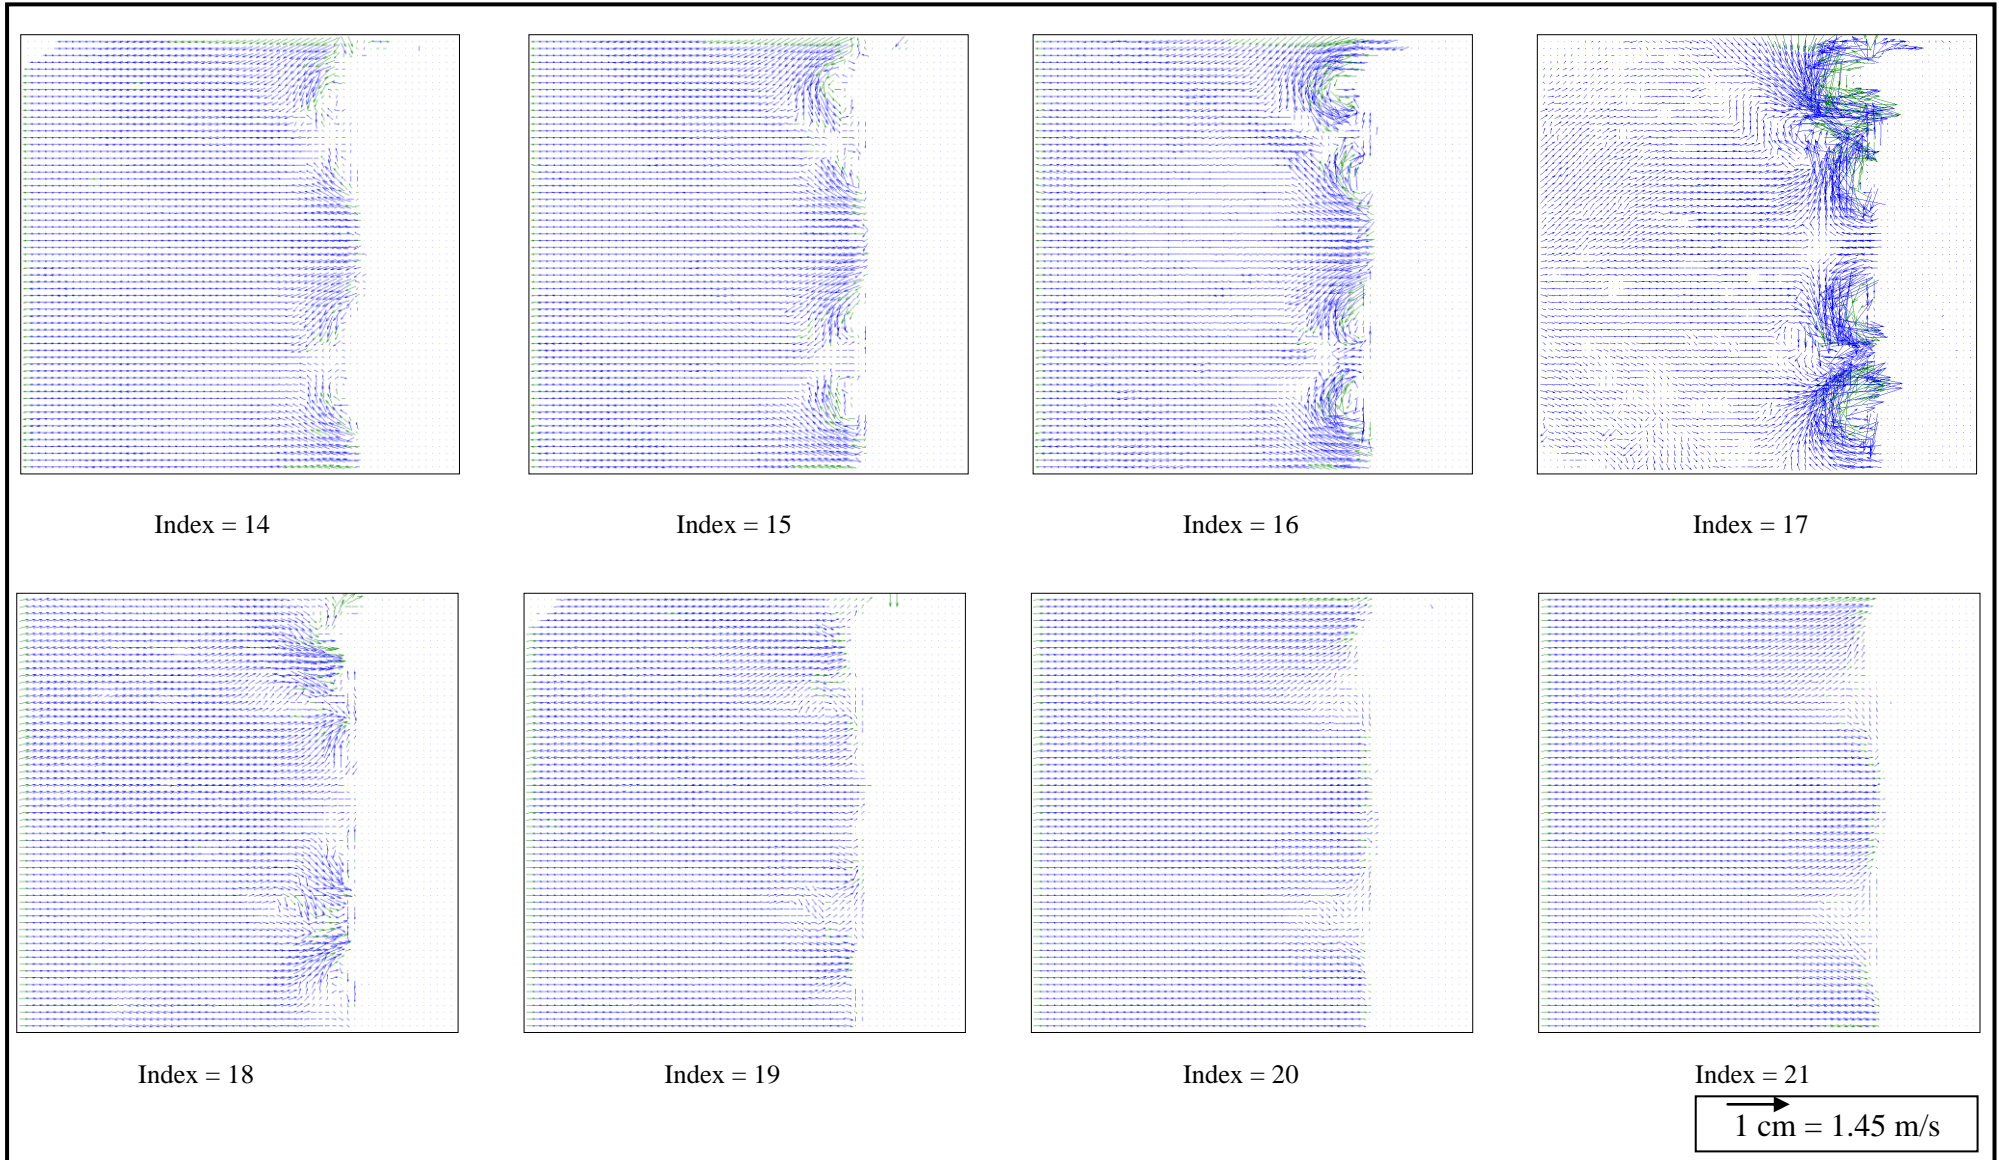 Index = 14
Index = 15
Index = 16
Index = 17
Index = 18
Index = 19
Index = 20
Index = 21
1 cm = 1.45 m/s